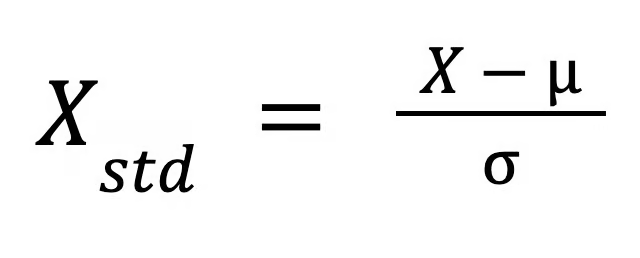 X_std = (X − μ) / σ